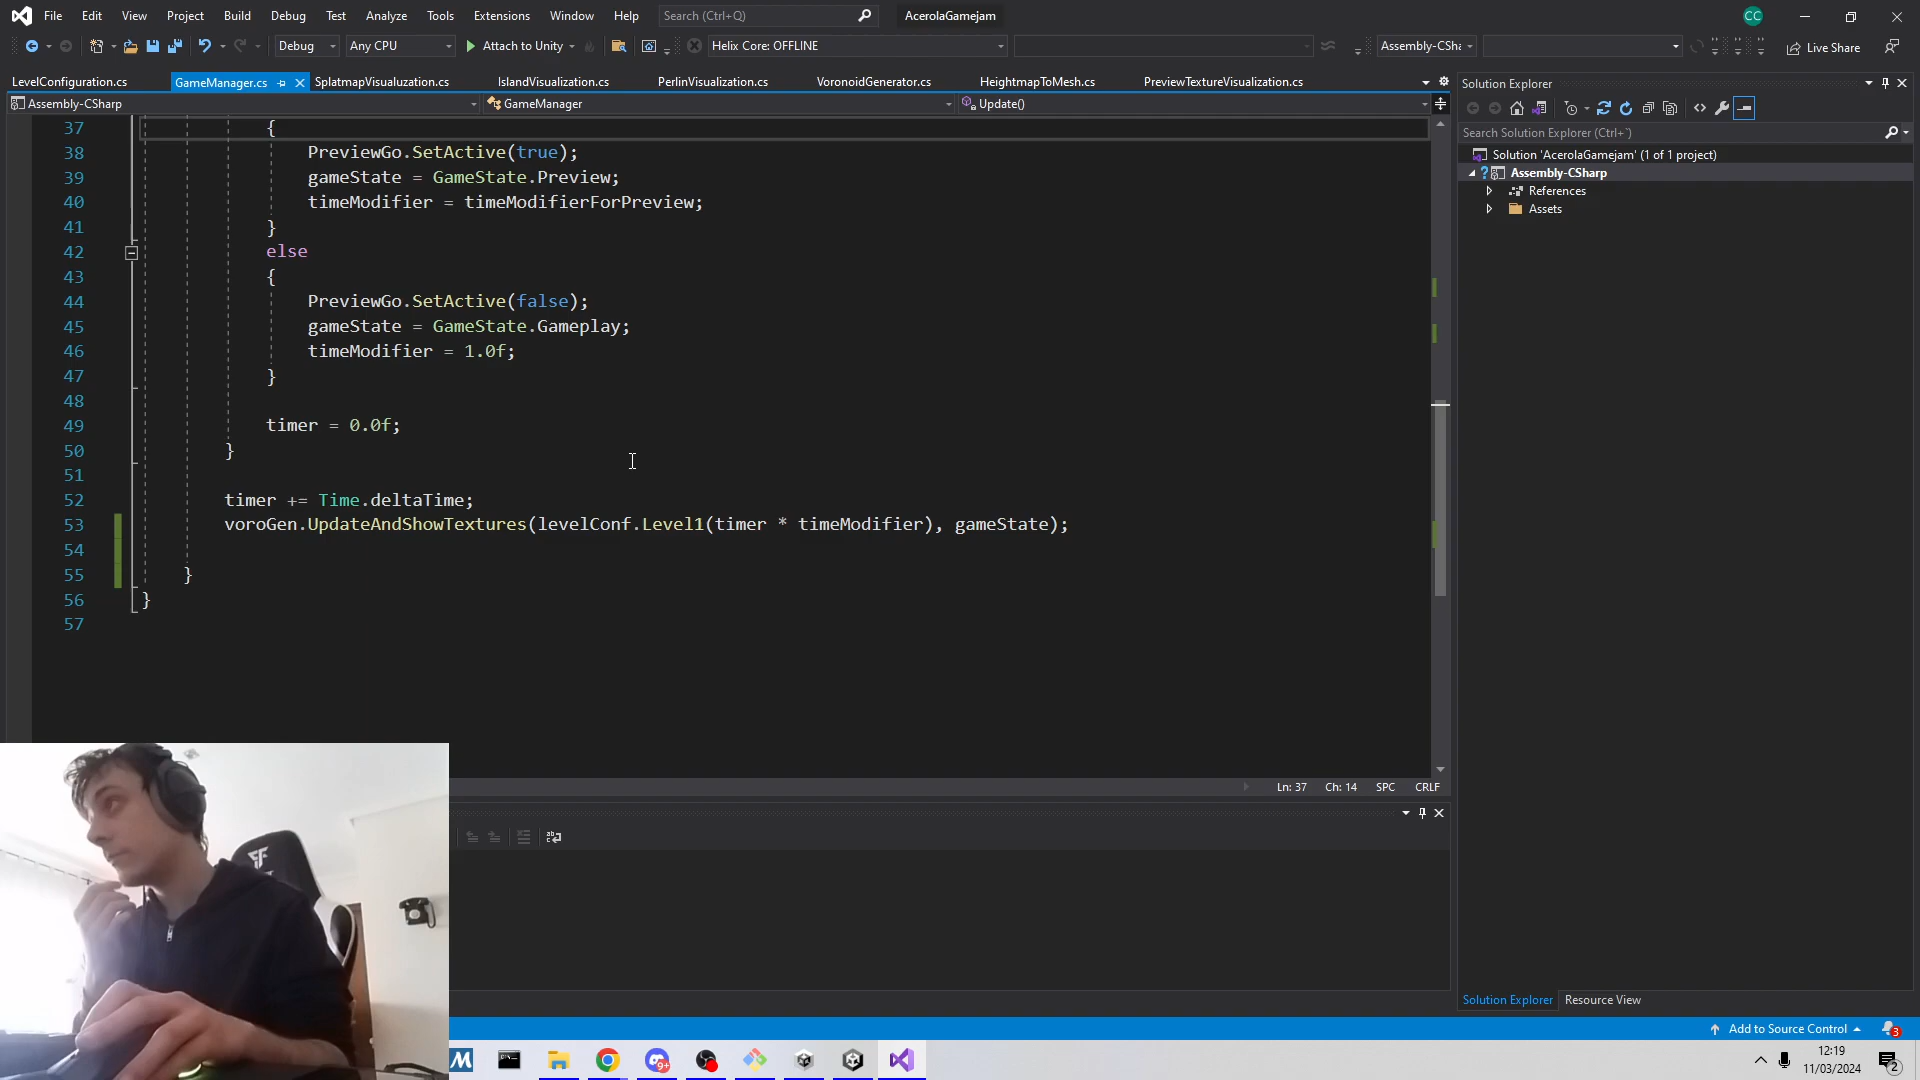 File Edit View Project Build Debug Test Analyze Tools Extensions Window Help Search (Ctrl+Q) AcerolaGamejam CC
Debug Any CPU Attach to Unity Helix Core: OFFLINE Assembly-CSha Live Share
LevelConfiguration.cs GameManager.cs SplatmapVisualuzation.cs IslandVisualization.cs PerlinVisualization.cs VoronoidGenerator.cs HeightmapToMesh.cs PreviewTextureVisualization.cs
Assembly-CSharp GameManager Update()
37 {
38 PreviewGo.SetActive(true);
39 gameState = GameState.Preview;
40 timeModifier = timeModifierForPreview;
41 }
42 else
43 {
44 PreviewGo.SetActive(false);
45 gameState = GameState.Gameplay;
46 timeModifier = 1.0f;
47 }
48
49 timer = 0.0f;
50 }
51
52 timer += Time.deltaTime;
53 voroGen.UpdateAndShowTextures(levelConf.Level1(timer * timeModifier), gameState);
54
55 }
56 }
57
Ln: 37 Ch: 14 SPC CRLF
Solution Explorer
Search Solution Explorer (Ctrl+')
Solution 'AcerolaGamejam' (1 of 1 project)
Assembly-CSharp
References
Assets
Solution Explorer Resource View
Add to Source Control 3
9+
12:19
11/03/2024
2